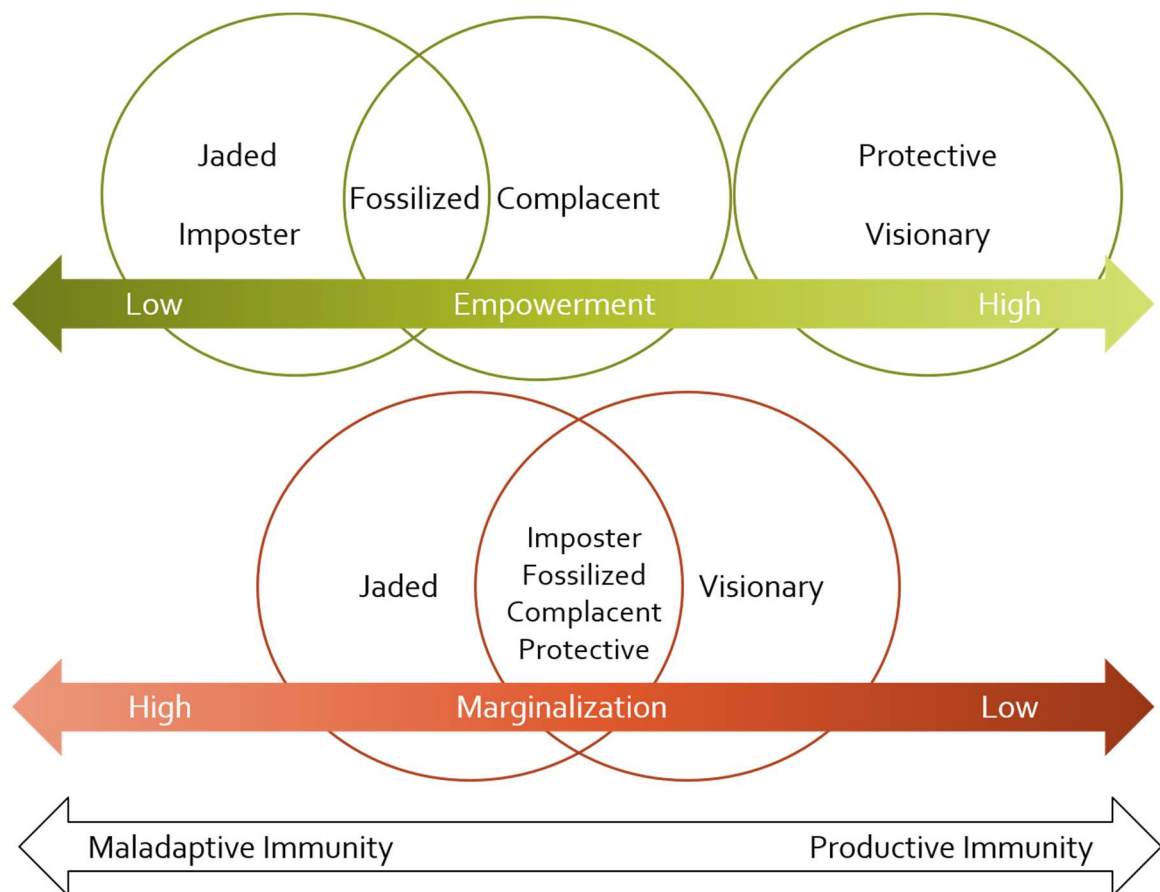 Jaded
Imposter
Fossilized
Complacent
Protective
Visionary
Low
Empowerment
High
Jaded
Imposter
Fossilized
Complacent
Protective
Visionary
High
Marginalization
Low
Maladaptive Immunity
Productive Immunity